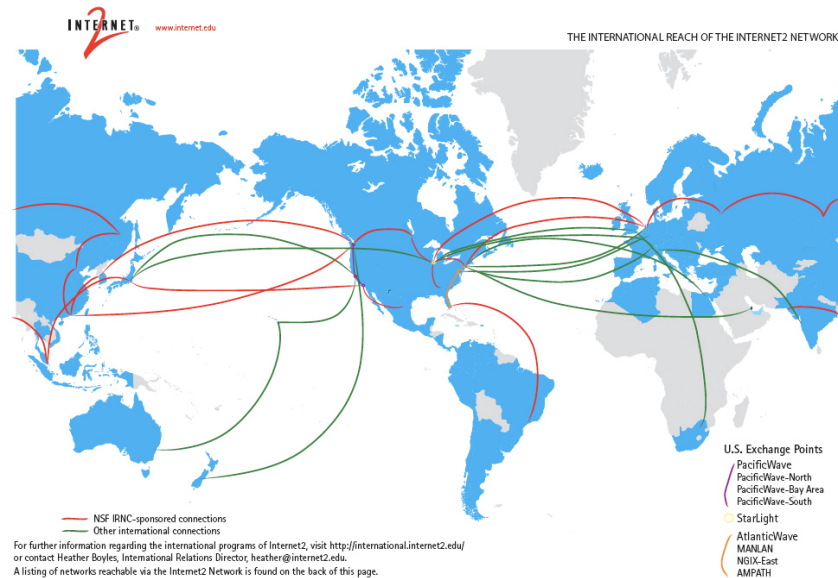 INTERNET®
2
www.internet.edu
THE INTERNATIONAL REACH OF THE INTERNET2 NETWORK
U.S. Exchange Points
PacificWave
PacificWave-North
PacificWave-Bay Area
PacificWave-South
StarLight
AtlanticWave
MANLAN
NGIX-East
AMPATH
NSF IRNC-sponsored connections
Other international connections
For further information regarding the international programs of Internet2, visit http://international.internet2.edu/
or contact Heather Boyles, International Relations Director, heather@internet2.edu.
A listing of networks reachable via the Internet2 Network is found on the back of this page.